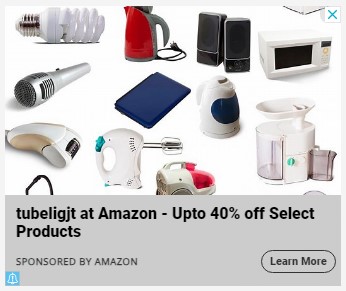 tubeligjt at Amazon - Upto 40% off Select
Products
SPONSORED BY AMAZON
Learn More